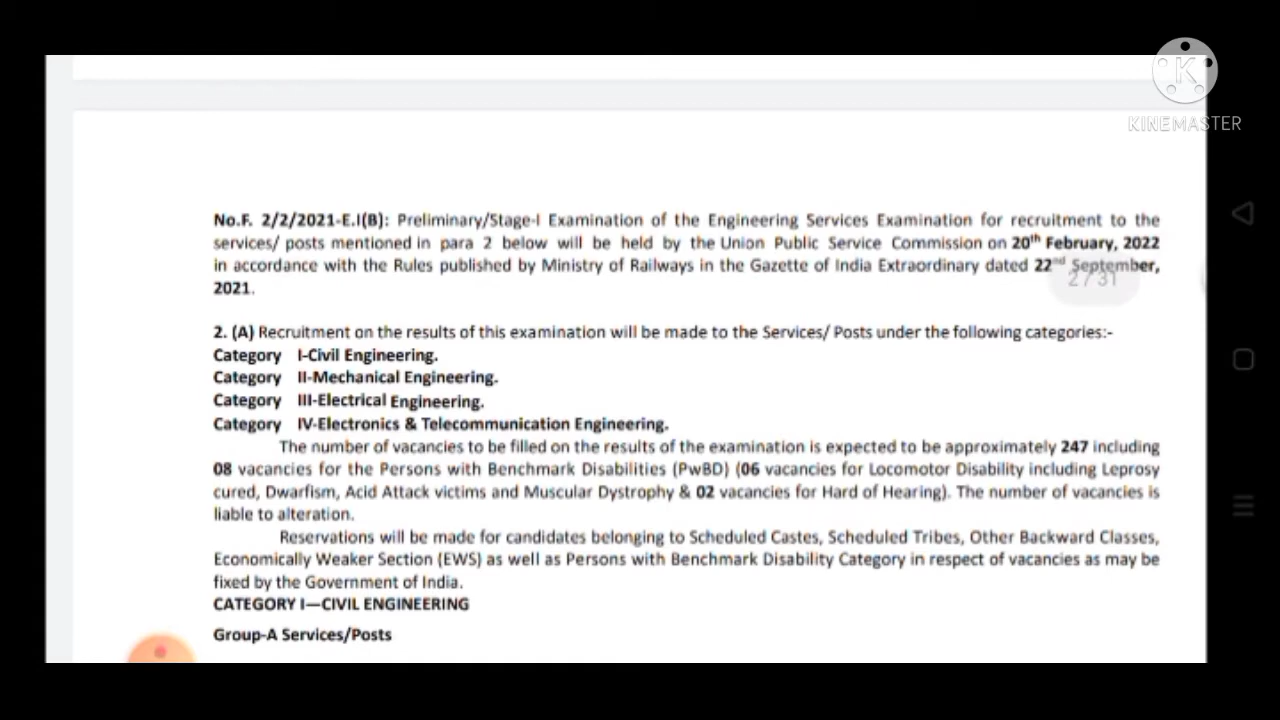 KINEMASTER
No.F. 2/2/2021-E.I(B): Preliminary/Stage-I Examination of the Engineering Services Examination for recruitment to the
services/ posts mentioned in para 2 below will be held by the Union Public Service Commission on 20th February, 2022
in accordance with the Rules published by Ministry of Railways in the Gazette of India Extraordinary dated 22nd September,
2021.
2 / 31
2. (A) Recruitment on the results of this examination will be made to the Services/ Posts under the following categories:-
Category I-Civil Engineering.
Category II-Mechanical Engineering.
Category III-Electrical Engineering.
Category IV-Electronics & Telecommunication Engineering.
The number of vacancies to be filled on the results of the examination is expected to be approximately 247 including
08 vacancies for the Persons with Benchmark Disabilities (PwBD) (06 vacancies for Locomotor Disability including Leprosy
cured, Dwarfism, Acid Attack victims and Muscular Dystrophy & 02 vacancies for Hard of Hearing). The number of vacancies is
liable to alteration.
Reservations will be made for candidates belonging to Scheduled Castes, Scheduled Tribes, Other Backward Classes,
Economically Weaker Section (EWS) as well as Persons with Benchmark Disability Category in respect of vacancies as may be
fixed by the Government of India.
CATEGORY I—CIVIL ENGINEERING
Group-A Services/Posts